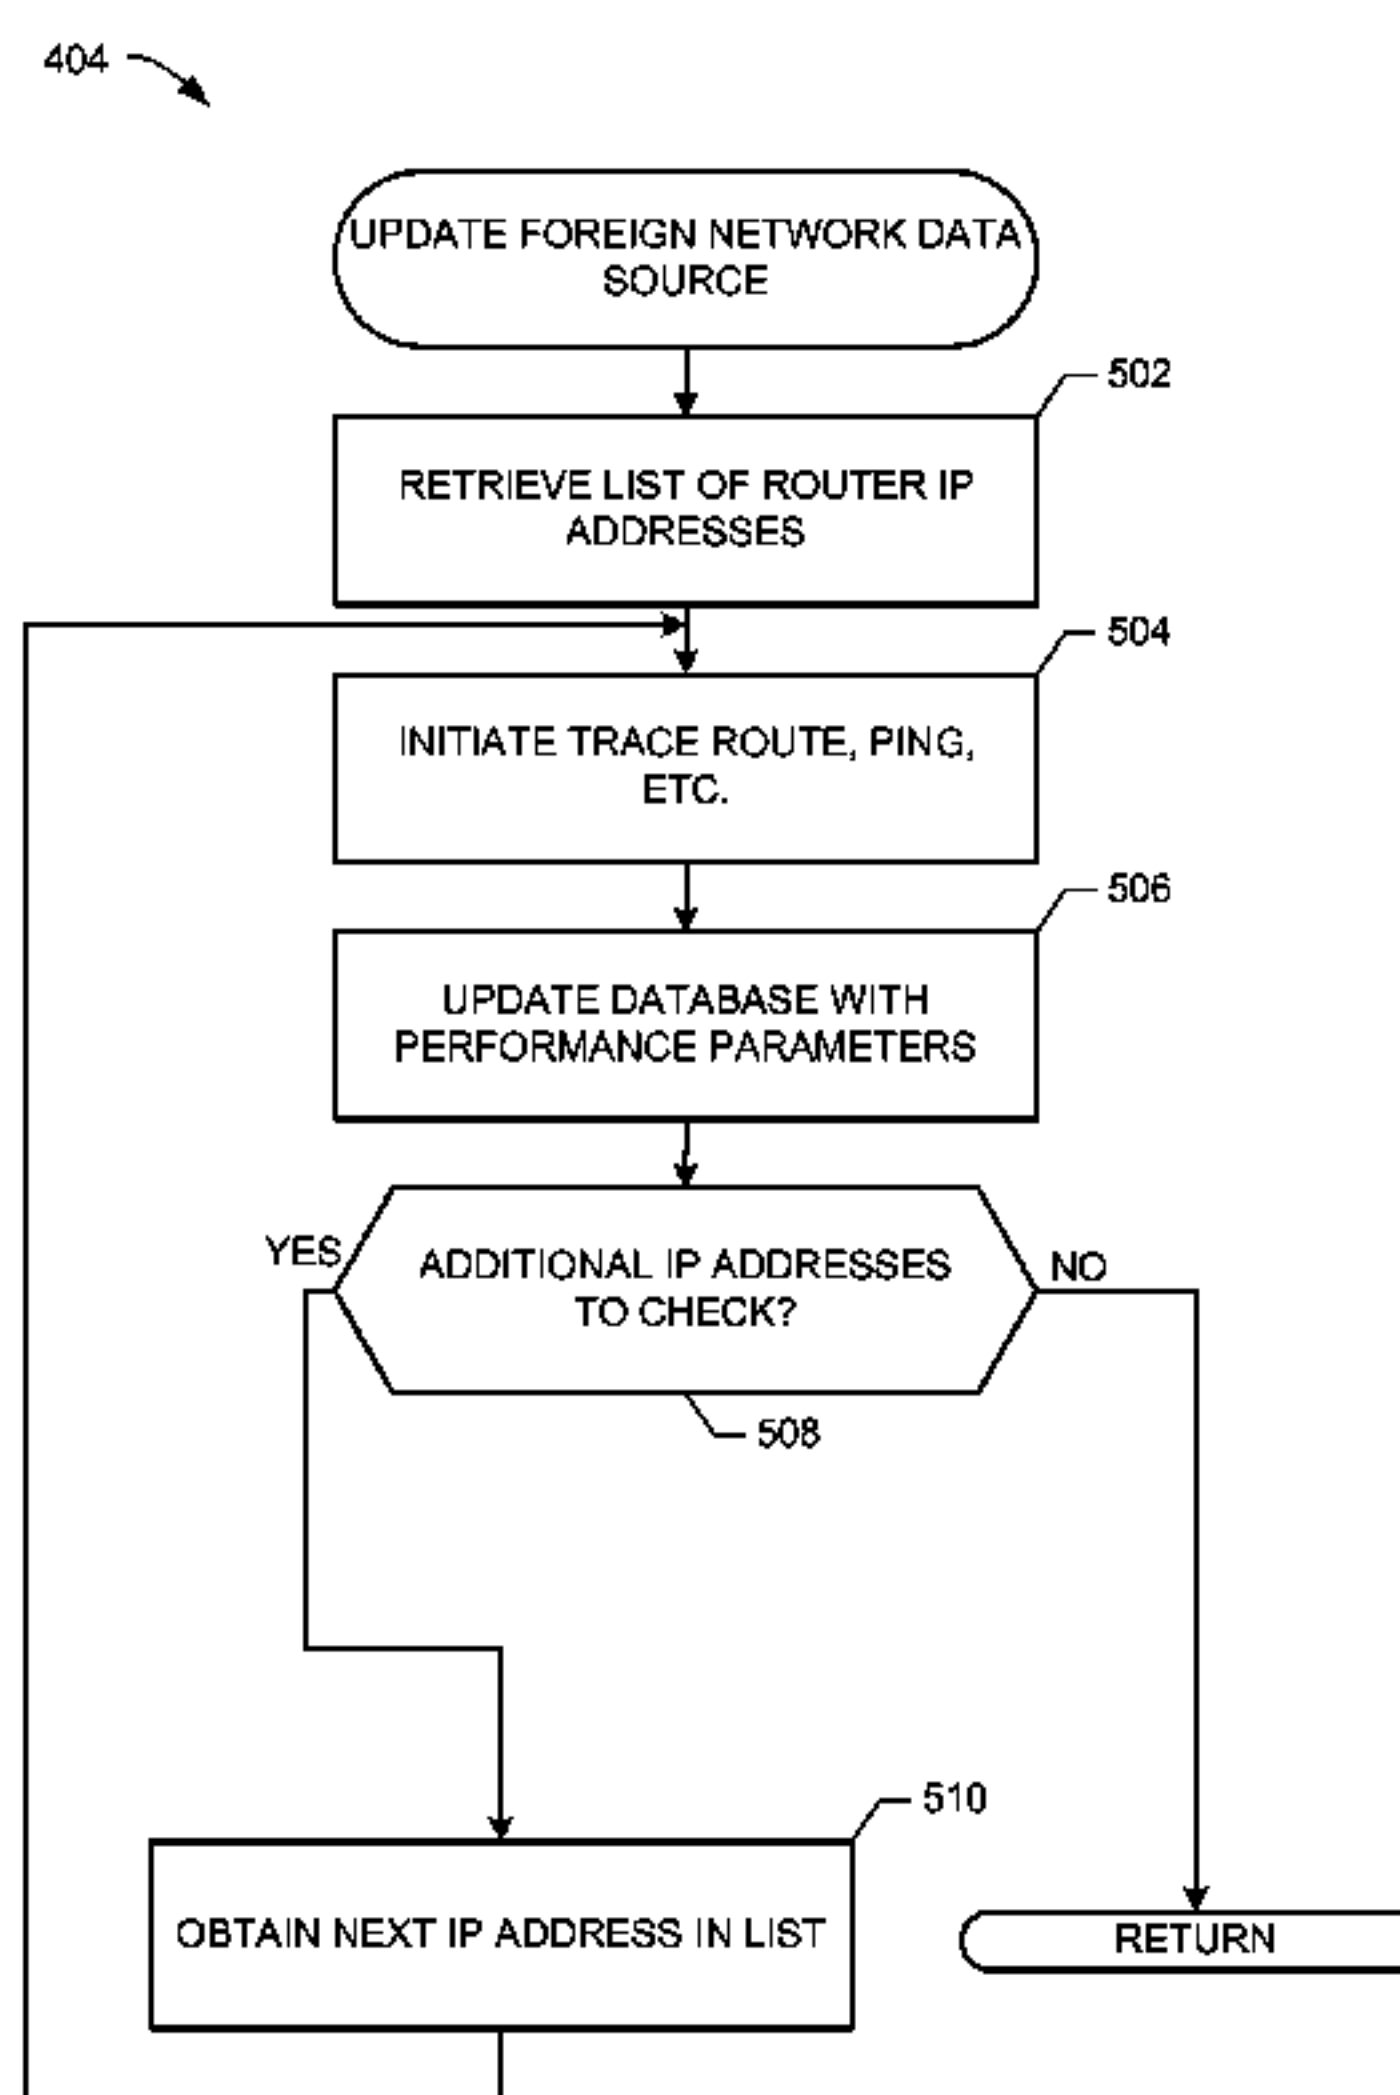 404
UPDATE FOREIGN NETWORK DATA
SOURCE
502
RETRIEVE LIST OF ROUTER IP
ADDRESSES
504
INITIATE TRACE ROUTE, PING,
ETC.
506
UPDATE DATABASE WITH
PERFORMANCE PARAMETERS
YES
ADDITIONAL IP ADDRESSES
TO CHECK?
NO
508
510
OBTAIN NEXT IP ADDRESS IN LIST
RETURN